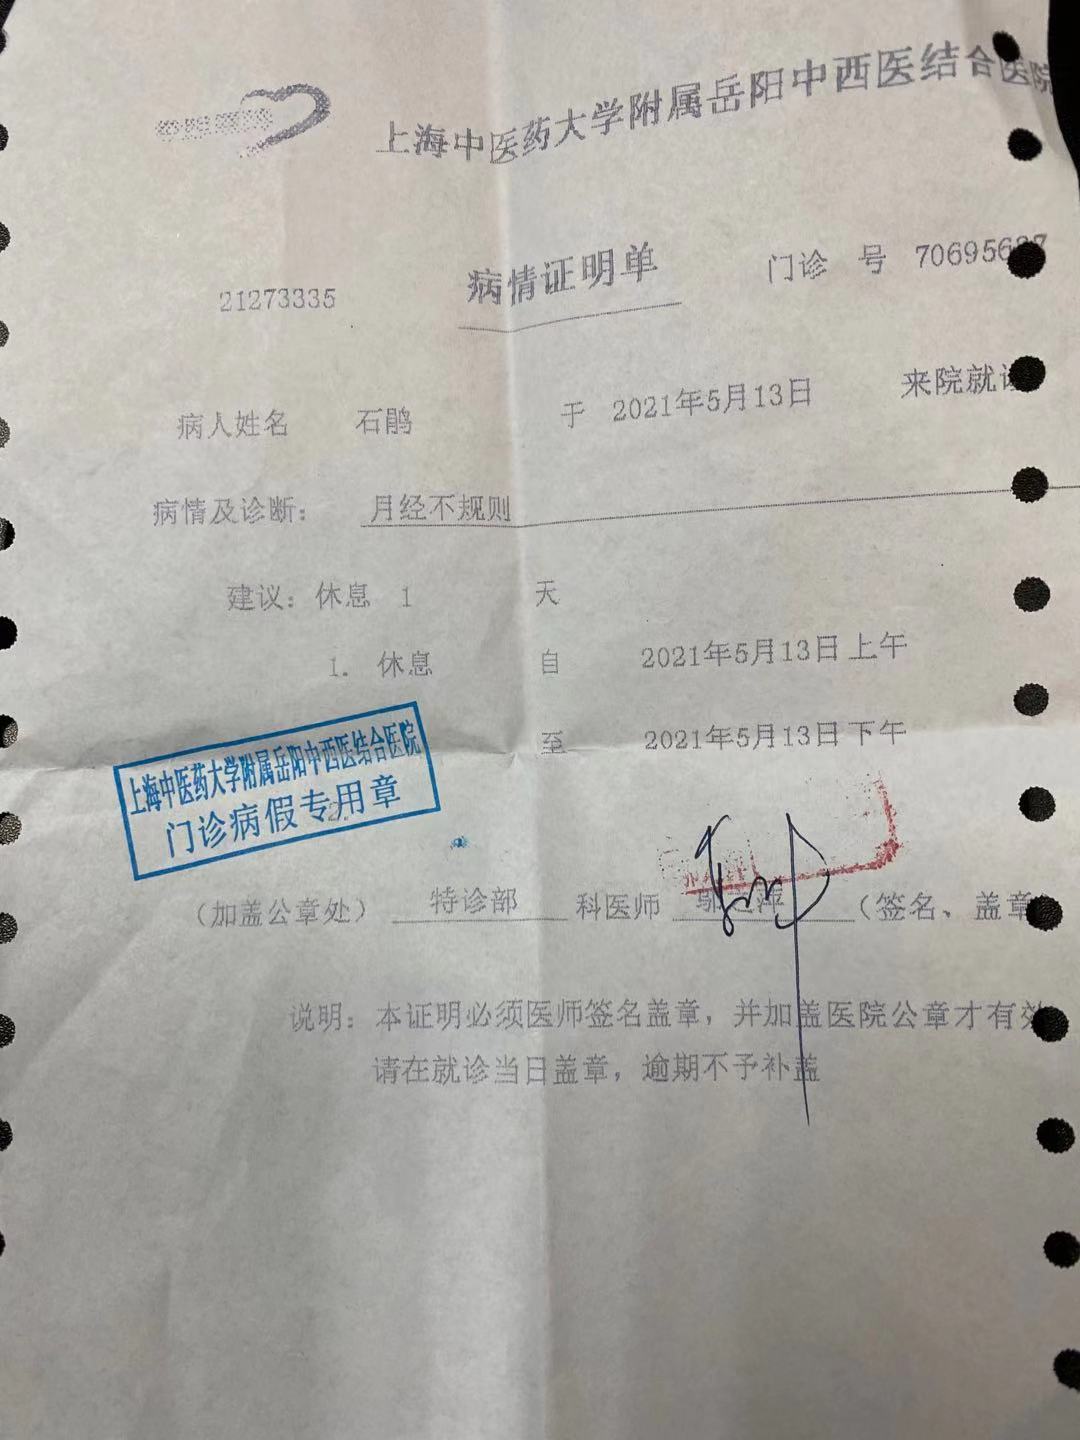 上海中医药大学附属岳阳中西医结合医院
21273335 病情证明单 门诊 号 70695637
病人姓名 石鹃 于 2021年5月13日 来院就诊
病情及诊断: 月经不规则
建议: 休息 1 天
1. 休息 自 2021年5月13日 上午
至 2021年5月13日 下午
上海中医药大学附属岳阳中西医结合医院
门诊病假专用章
(加盖公章处) 特诊部 科医师 (签名、盖章
说明: 本证明必须医师签名盖章, 并加盖医院公章才有效
请在就诊当日盖章, 逾期不予补盖